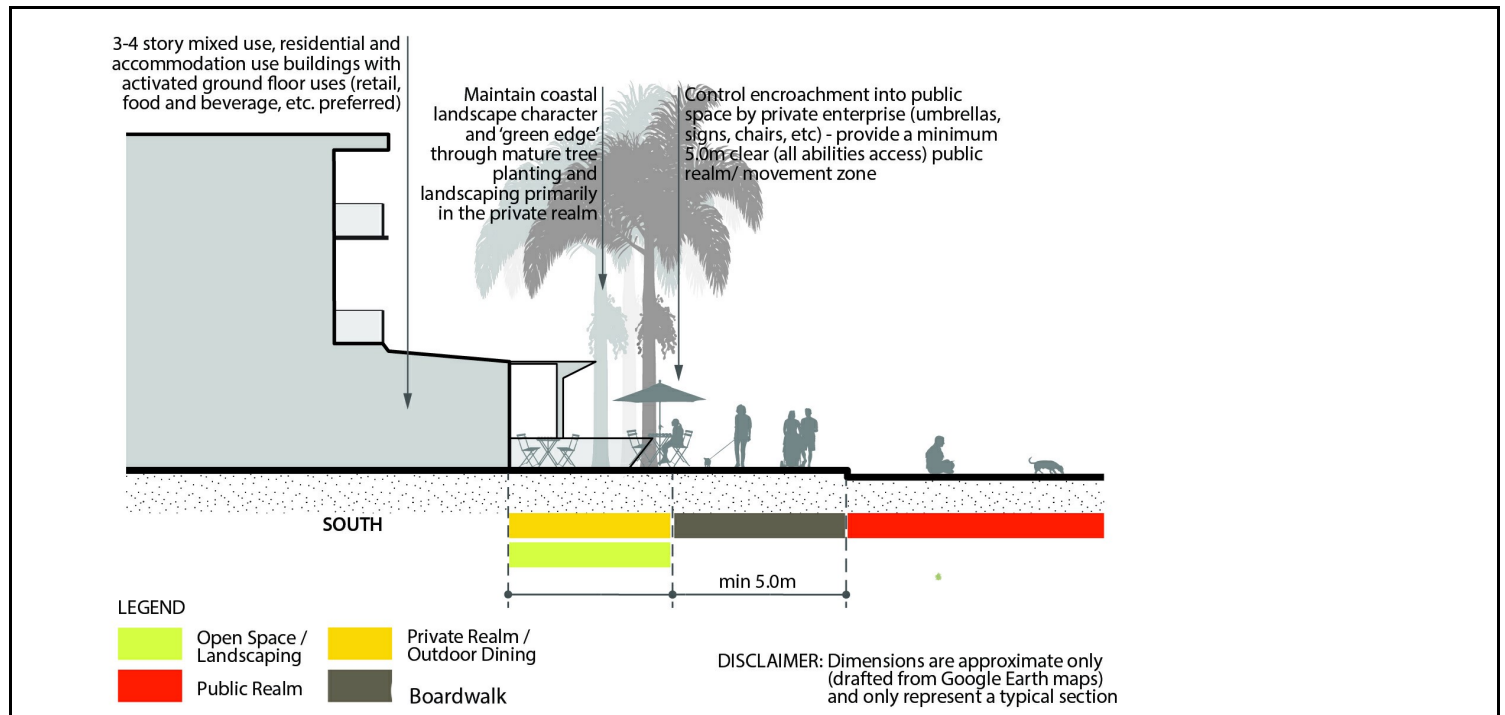 3-4 story mixed use, residential and
accommodation use buildings with
activated ground floor uses (retail,
food and beverage, etc. preferred)
Maintain coastal
landscape character
and ‘green edge’
through mature tree
planting and
landscaping primarily
in the private realm
Control encroachment into public
space by private enterprise (umbrellas,
signs, chairs, etc) - provide a minimum
5.0m clear (all abilities access) public
realm/ movement zone
SOUTH
min 5.0m
LEGEND
Open Space /
Landscaping
Private Realm /
Outdoor Dining
Public Realm
Boardwalk
DISCLAIMER: Dimensions are approximate only
(drafted from Google Earth maps)
and only represent a typical section